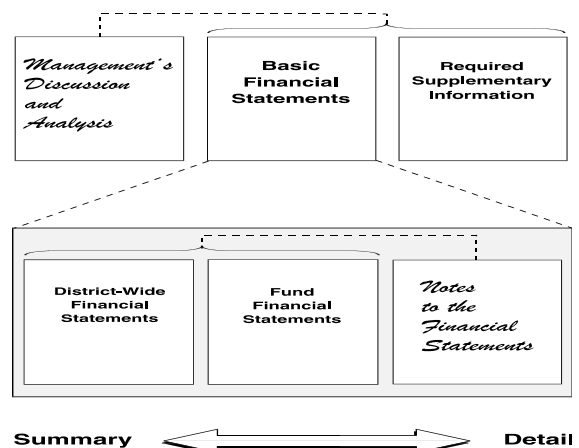 Management's
Discussion
and
Analysis
Basic
Financial
Statements
Required
Supplementary
Information
District-Wide
Financial
Statements
Fund
Financial
Statements
Notes
to the
Financial
Statements
Summary
Detail